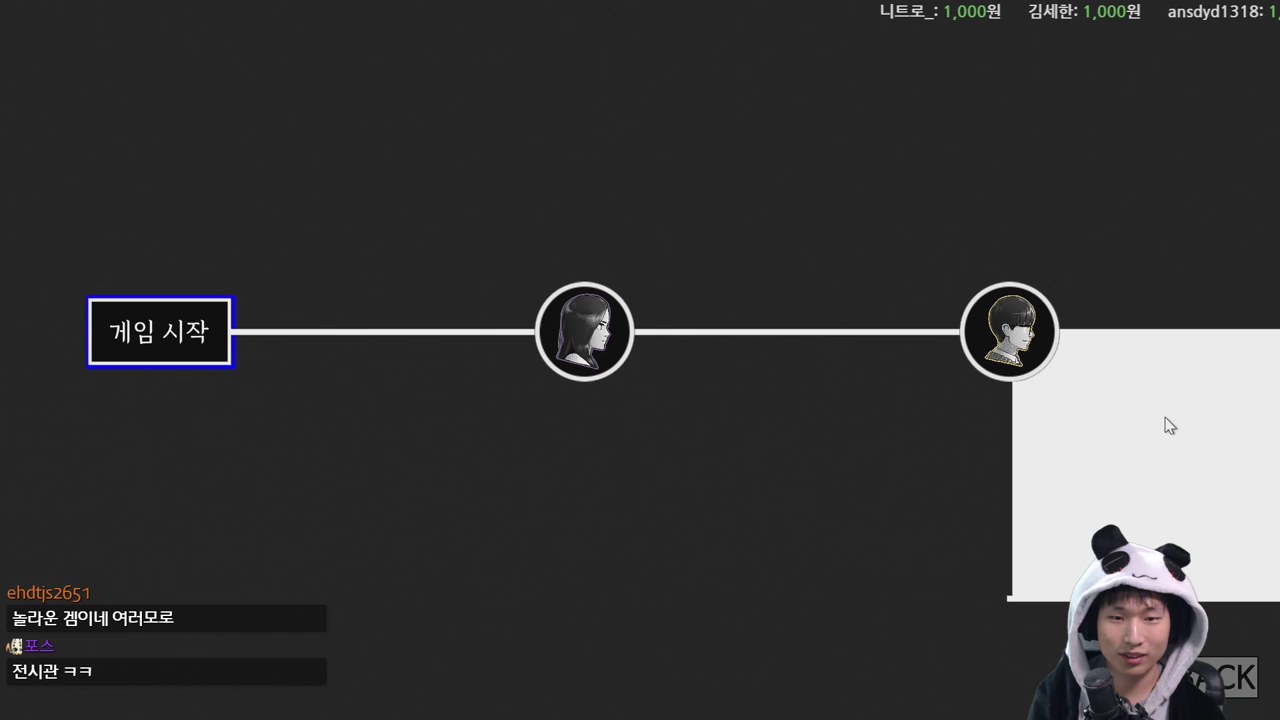 니트로_: 1,000원 김세한: 1,000원 ansdyd1318: 1,
게임 시작
ehdtjs2651
놀라운 겜이네 여러모로
포스
전시관 ㅋㅋ
ACK